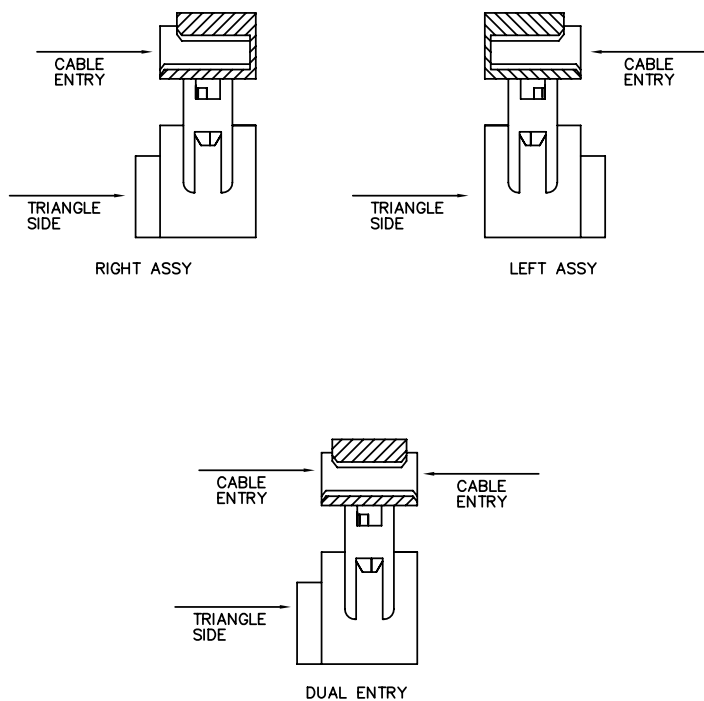 CABLE
ENTRY
CABLE
ENTRY
TRIANGLE
SIDE
TRIANGLE
SIDE
RIGHT ASSY
LEFT ASSY
CABLE
ENTRY
CABLE
ENTRY
TRIANGLE
SIDE
DUAL ENTRY